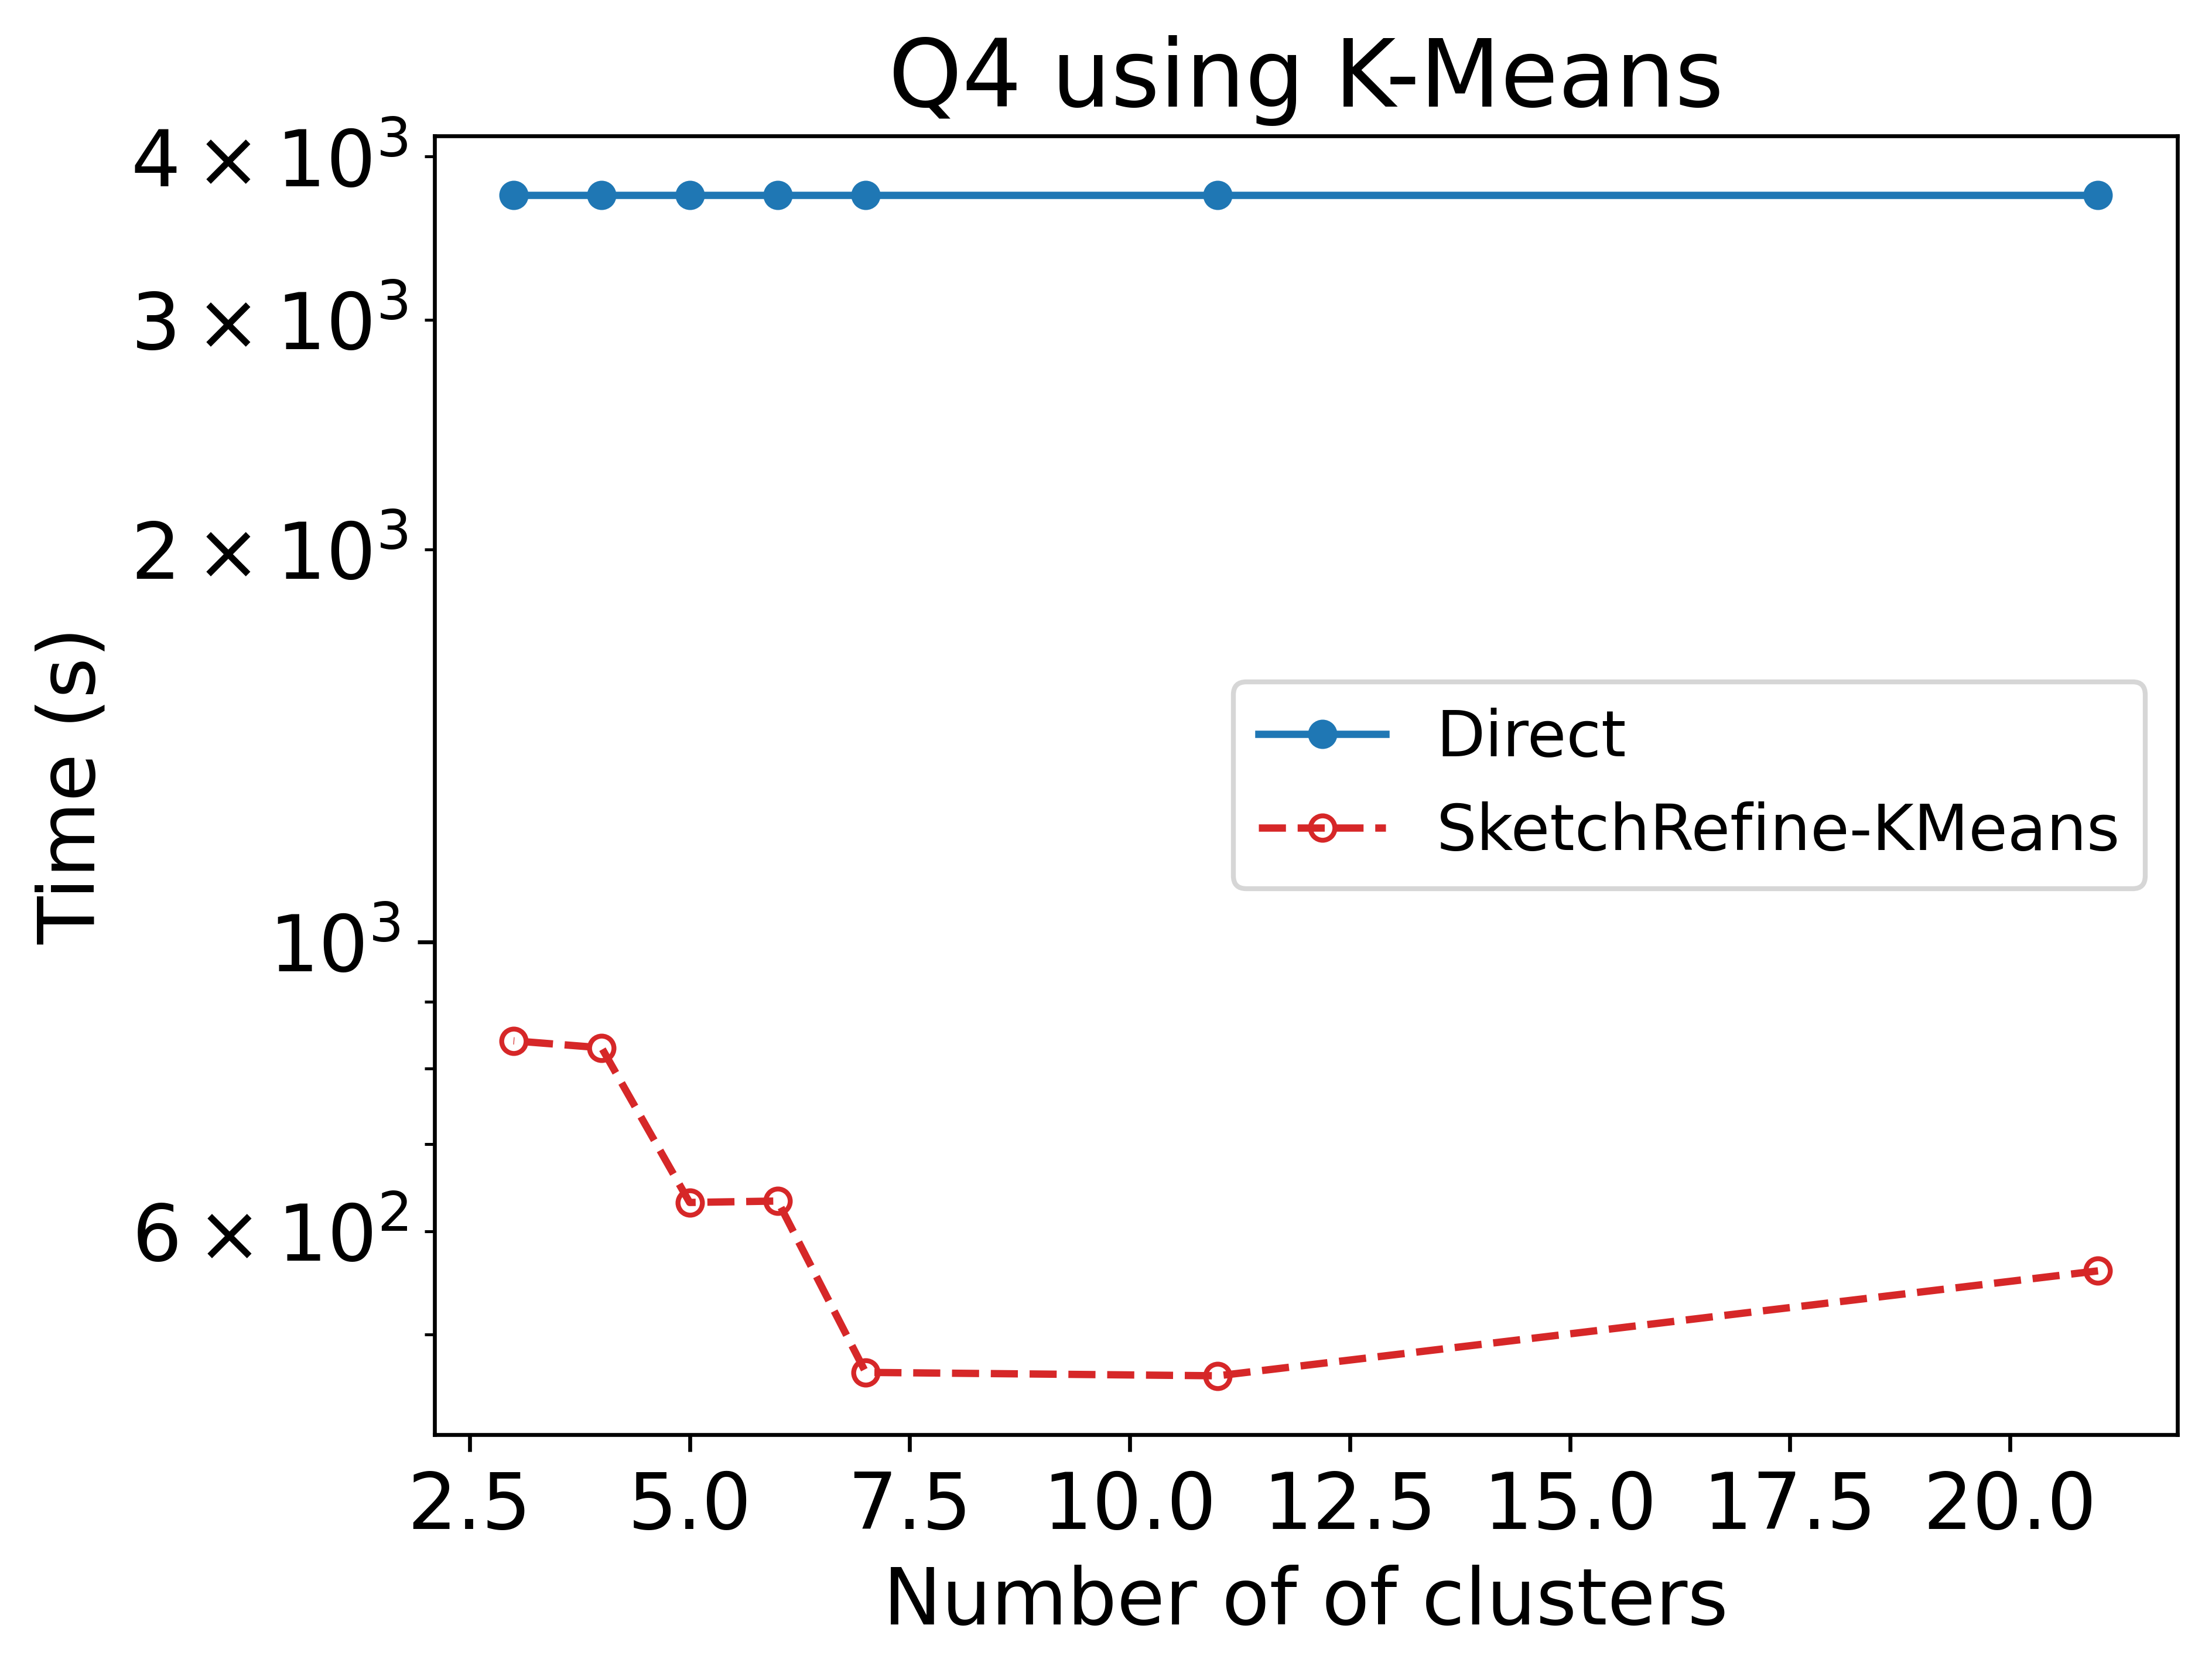 Q4 using K-Means
4 × 10³
3 × 10³
2 × 10³
10³
6 × 10²
Time (s)
Direct
SketchRefine-KMeans
2.5 5.0 7.5 10.0 12.5 15.0 17.5 20.0
Number of of clusters